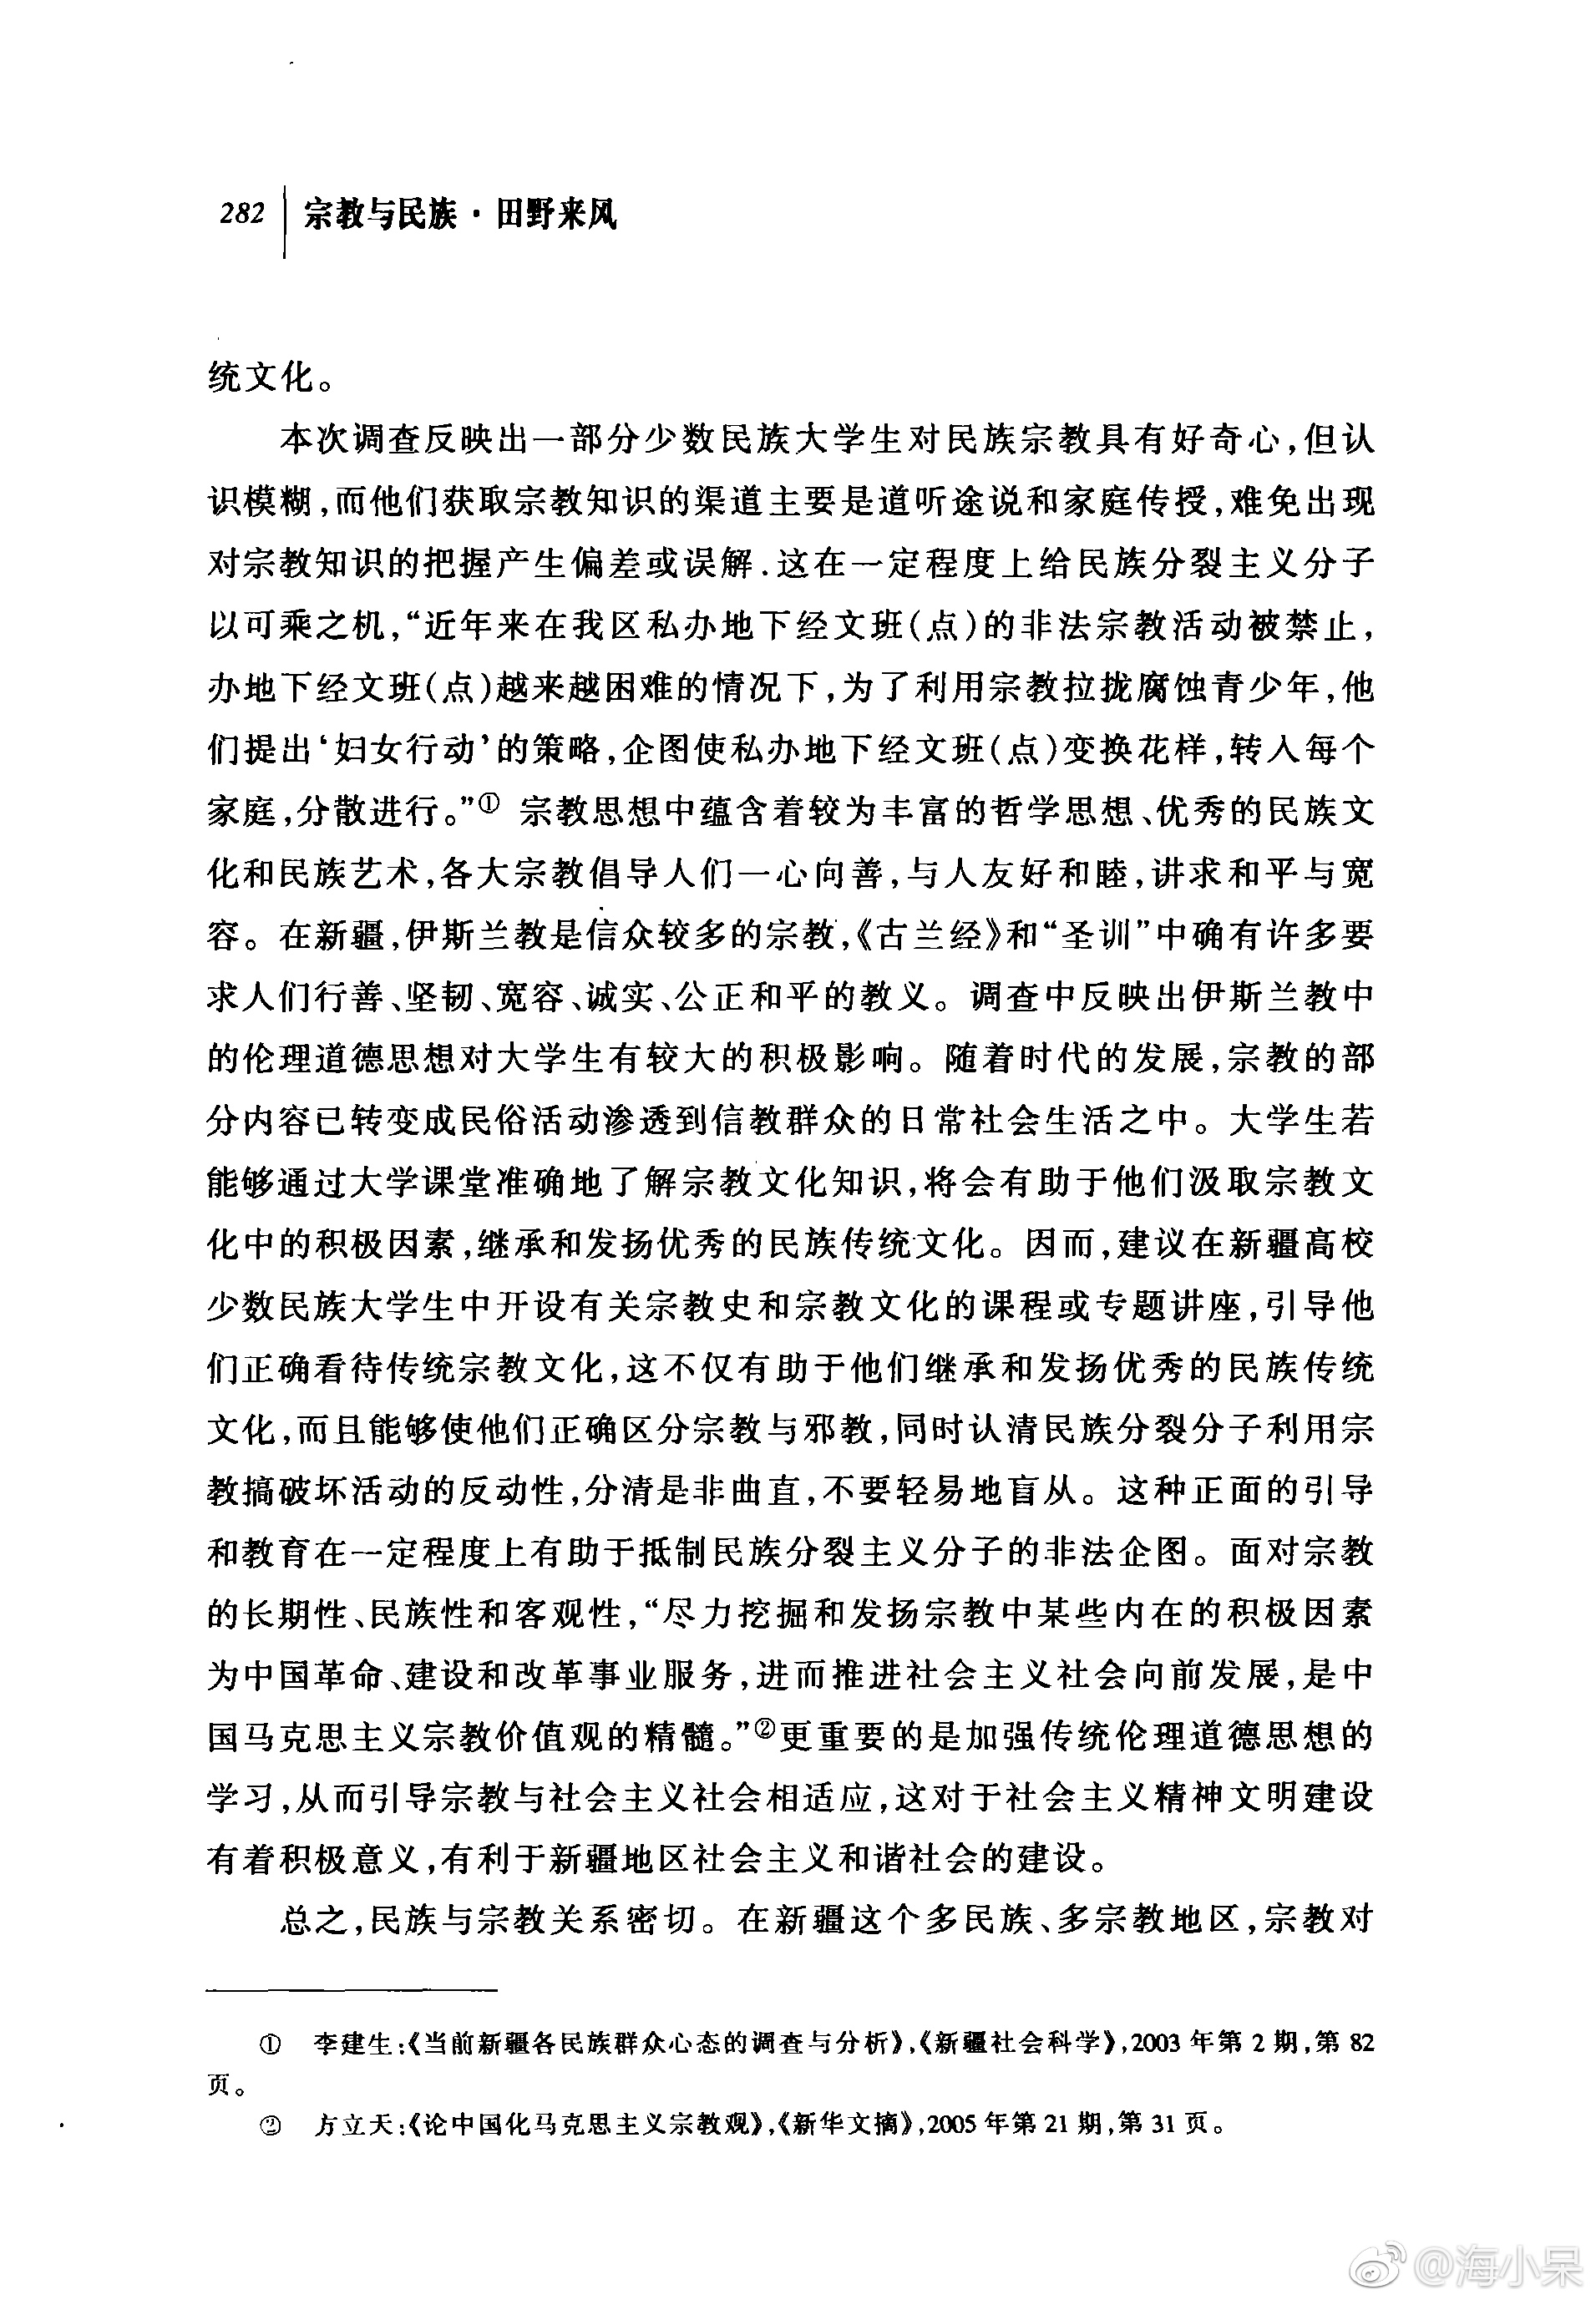 282 宗教与民族·田野来风
统文化。
本次调查反映出一部分少数民族大学生对民族宗教具有好奇心,但认
识模糊,而他们获取宗教知识的渠道主要是道听途说和家庭传授,难免出现
对宗教知识的把握产生偏差或误解.这在一定程度上给民族分裂主义分子
以可乘之机,“近年来在我区私办地下经文班(点)的非法宗教活动被禁止,
办地下经文班(点)越来越困难的情况下,为了利用宗教拉拢腐蚀青少年,他
们提出‘妇女行动’的策略,企图使私办地下经文班(点)变换花样,转入每个
家庭,分散进行。”① 宗教思想中蕴含着较为丰富的哲学思想、优秀的民族文
化和民族艺术,各大宗教倡导人们一心向善,与人友好和睦,讲求和平与宽
容。在新疆,伊斯兰教是信众较多的宗教,《古兰经》和“圣训”中确有许多要
求人们行善、坚韧、宽容、诚实、公正和平的教义。调查中反映出伊斯兰教中
的伦理道德思想对大学生有较大的积极影响。随着时代的发展,宗教的部
分内容已转变成民俗活动渗透到信教群众的日常社会生活之中。大学生若
能够通过大学课堂准确地了解宗教文化知识,将会有助于他们汲取宗教文
化中的积极因素,继承和发扬优秀的民族传统文化。因而,建议在新疆高校
少数民族大学生中开设有关宗教史和宗教文化的课程或专题讲座,引导他
们正确看待传统宗教文化,这不仅有助于他们继承和发扬优秀的民族传统
文化,而且能够使他们正确区分宗教与邪教,同时认清民族分裂分子利用宗
教搞破坏活动的反动性,分清是非曲直,不要轻易地盲从。这种正面的引导
和教育在一定程度上有助于抵制民族分裂主义分子的非法企图。面对宗教
的长期性、民族性和客观性,“尽力挖掘和发扬宗教中某些内在的积极因素
为中国革命、建设和改革事业服务,进而推进社会主义社会向前发展,是中
国马克思主义宗教价值观的精髓。”②更重要的是加强传统伦理道德思想的
学习,从而引导宗教与社会主义社会相适应,这对于社会主义精神文明建设
有着积极意义,有利于新疆地区社会主义和谐社会的建设。
总之,民族与宗教关系密切。在新疆这个多民族、多宗教地区,宗教对
① 李建生:《当前新疆各民族群众心态的调查与分析》,《新疆社会科学》,2003 年第 2 期,第 82
页。
② 方立天:《论中国化马克思主义宗教观》,《新华文摘》,2005 年第 21 期,第 31 页。
@海小呆